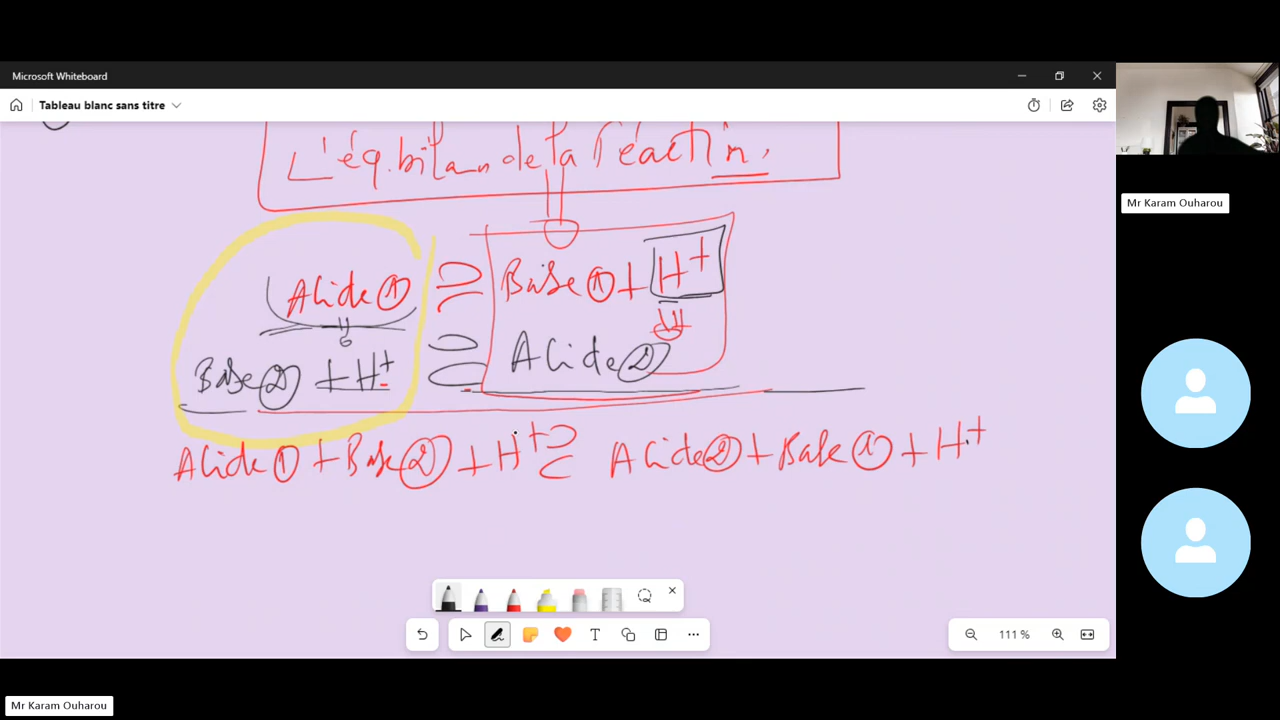 Microsoft Whiteboard
Tableau blanc sans titre
L'éq.bilan de la réaction.
Acide ① ⇌ Base ① + H+
Base ② + H+ ⇌ Acide ②
Acide ① + Base ② + H+ ⇌ Acide ② + Base ① + H+
111 %
Mr Karam Ouharou
Mr Karam Ouharou